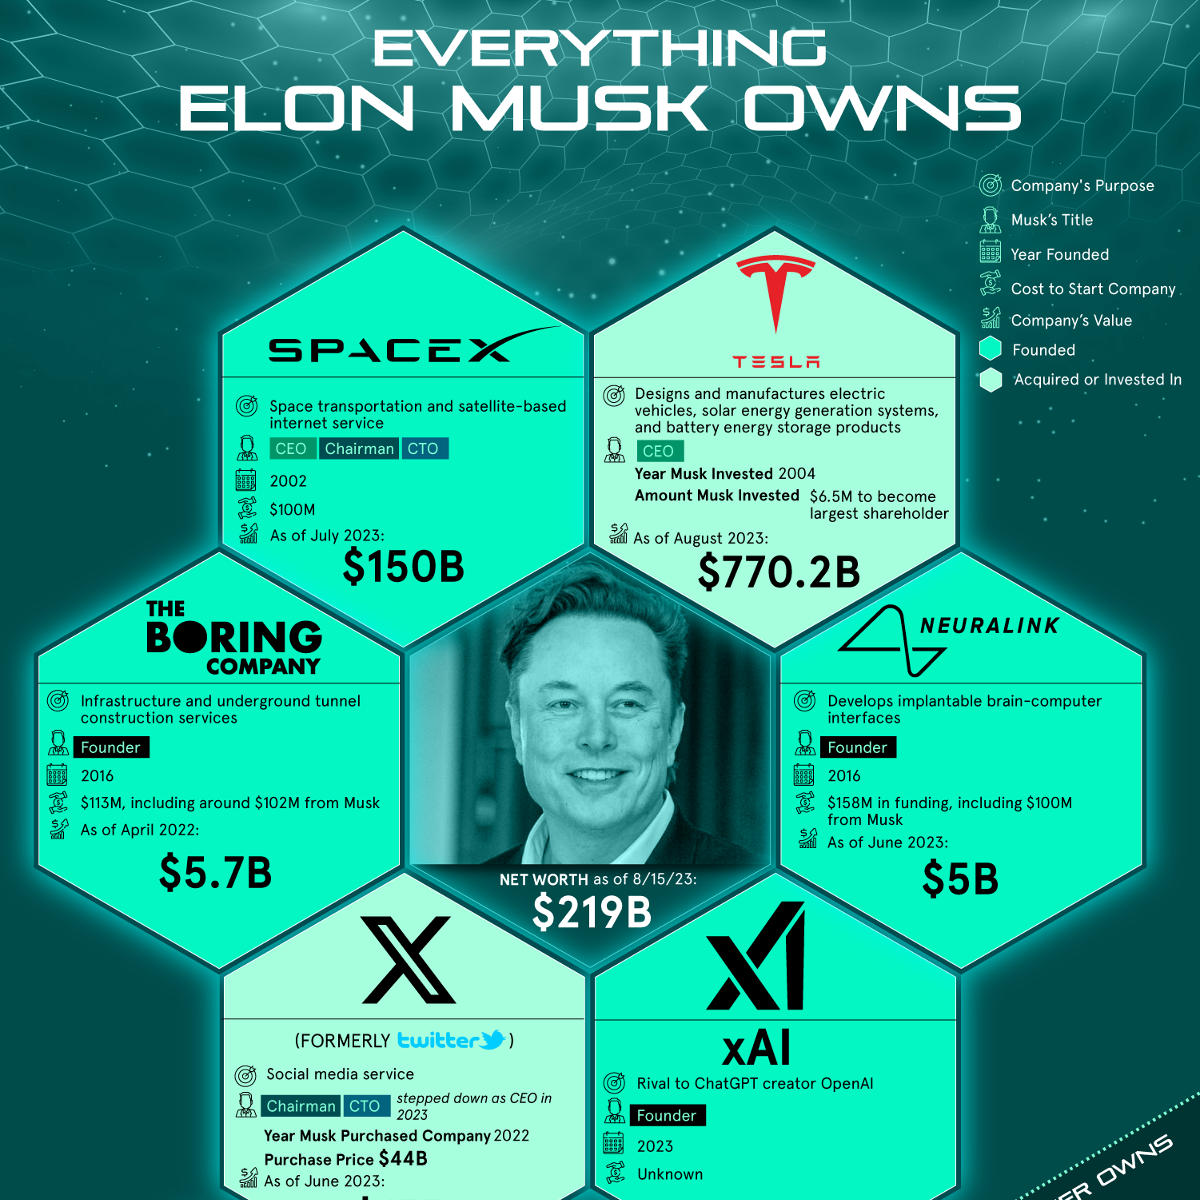 EVERYTHING
ELON MUSK OWNS
Company's Purpose
Musk's Title
Year Founded
Cost to Start Company
Company's Value
Founded
Acquired or Invested In
SPACEX
Space transportation and satellite-based
internet service
CEO Chairman CTO
2002
$100M
As of July 2023:
$150B
TESLA
Designs and manufactures electric
vehicles, solar energy generation systems,
and battery energy storage products
CEO
Year Musk Invested 2004
Amount Musk Invested $6.5M to become
largest shareholder
As of August 2023:
$770.2B
THE
BORING
COMPANY
Infrastructure and underground tunnel
construction services
Founder
2016
$113M, including around $102M from Musk
As of April 2022:
$5.7B
NET WORTH as of 8/15/23:
$219B
NEURALINK
Develops implantable brain-computer
interfaces
Founder
2016
$158M in funding, including $100M
from Musk
As of June 2023:
$5B
X
(FORMERLY twitter)
Social media service
Chairman CTO stepped down as CEO in
2023
Year Musk Purchased Company 2022
Purchase Price $44B
As of June 2023:
xAI
xAI
Rival to ChatGPT creator OpenAI
Founder
2023
Unknown
OWNS